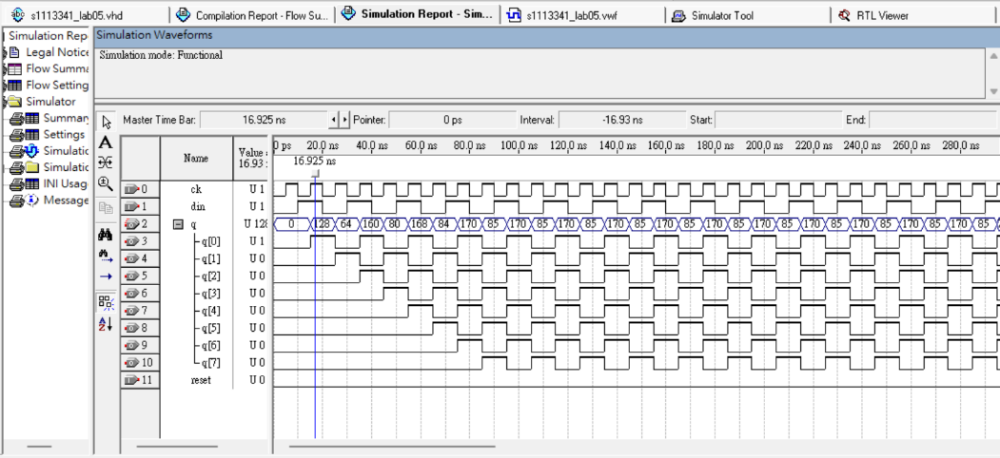 s1113341_lab05.vhd
Compilation Report - Flow Su...
Simulation Report - Sim...
s1113341_lab05.vwf
Simulator Tool
RTL Viewer
Simulation Rep
Legal Notice
Flow Summa
Flow Setting
Simulator
Summar
Settings
Simulatic
Simulatic
INI Usag
Message
Simulation Waveforms
Simulation mode: Functional
Master Time Bar: 16.925 ns Pointer: 0 ps Interval: -16.93 ns Start: End:
Name Value 16.93
0 ps 20.0 ns 40.0 ns 60.0 ns 80.0 ns 100.0 ns 120.0 ns 140.0 ns 160.0 ns 180.0 ns 200.0 ns 220.0 ns 240.0 ns 260.0 ns 280.0 ns
16.925 ns
0 ck U 1
1 din U 1
2 q U 128 0 128 64 160 80 168 84 170 85 170 85 170 85 170 85 170 85 170 85 170 85 170 85 170 85 170 85 170 85 170 85
3 q[0] U 1
4 q[1] U 0
5 q[2] U 0
6 q[3] U 0
7 q[4] U 0
8 q[5] U 0
9 q[6] U 0
10 q[7] U 0
11 reset U 0